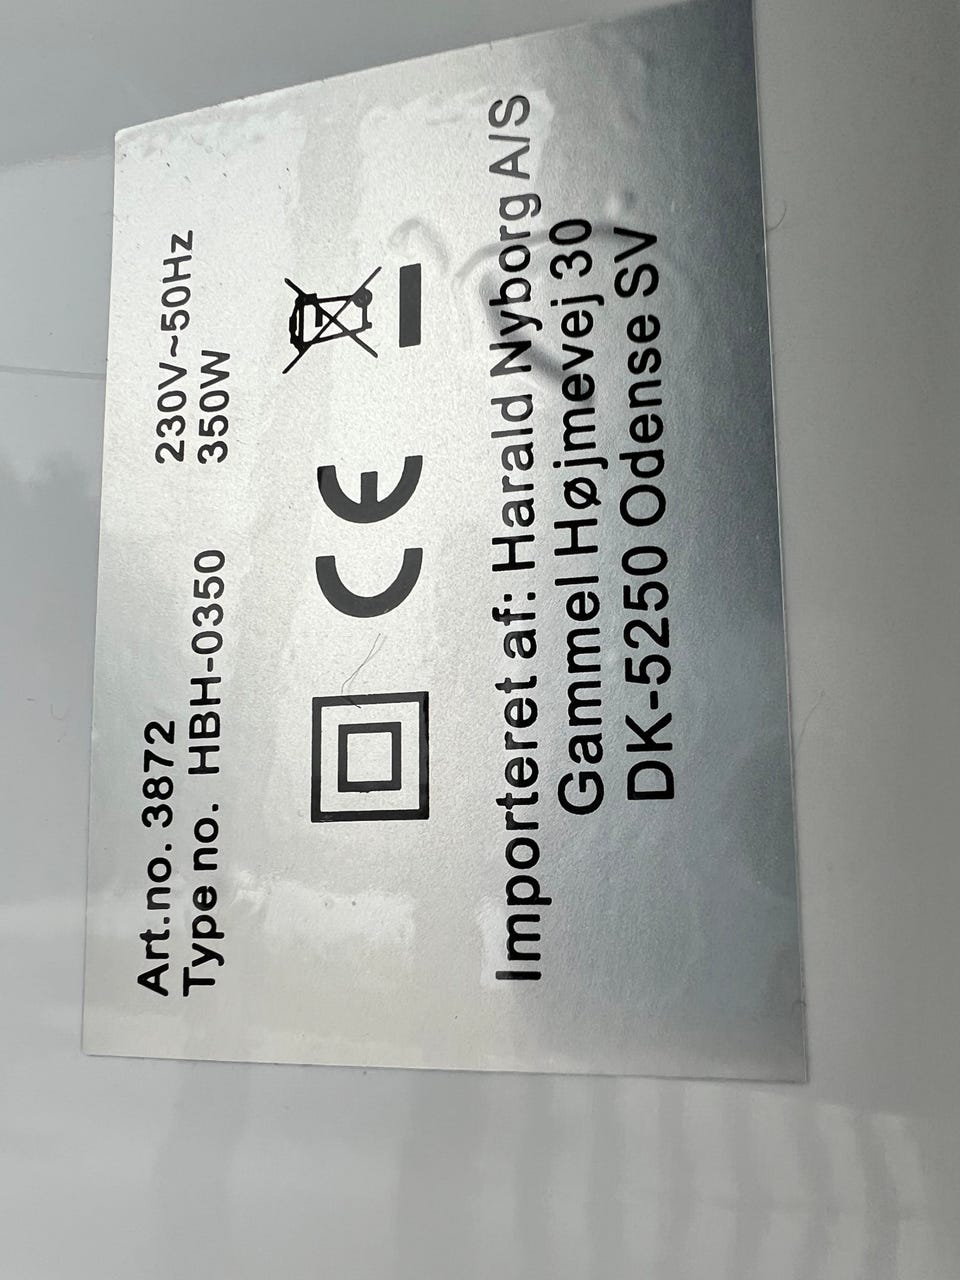 Art.no. 3872 230V~50Hz
Type no. HBH-0350 350W
CE
Importeret af: Harald Nyborg A/S
Gammel Højmevej 30
DK-5250 Odense SV